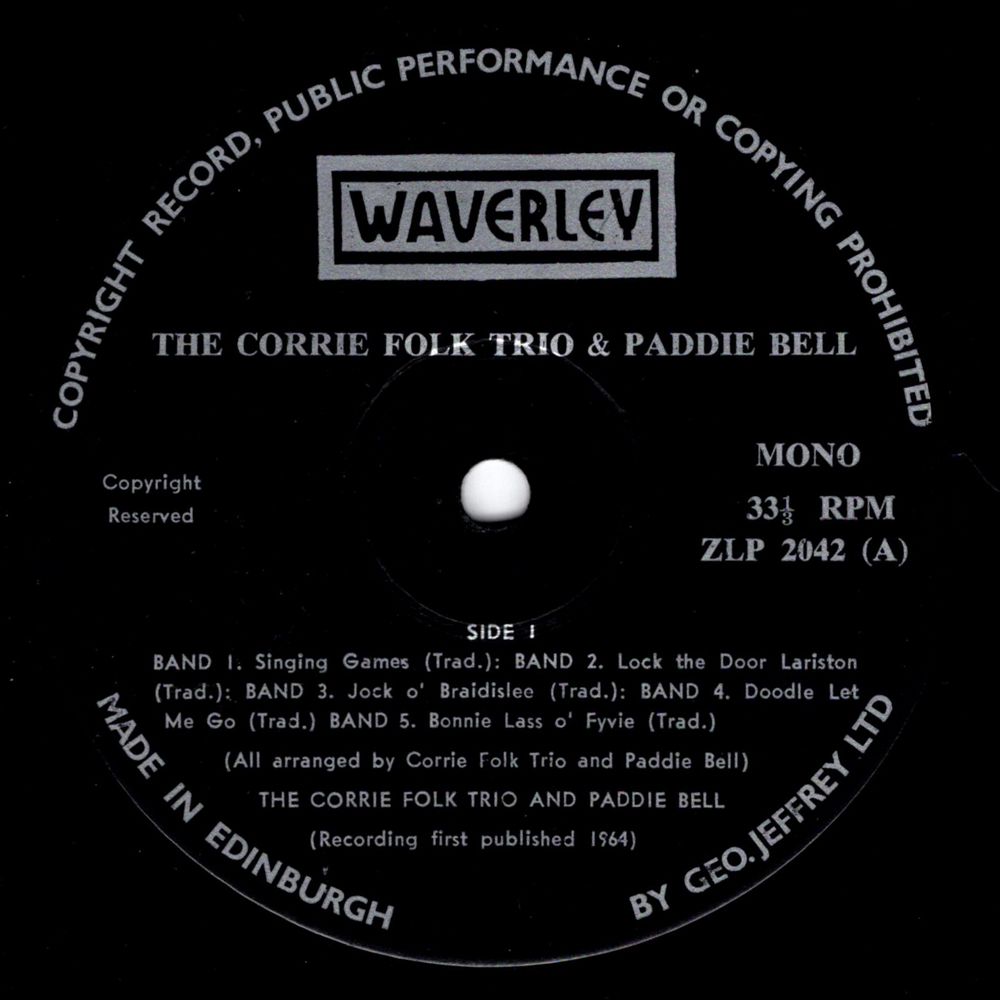 COPYRIGHT RECORD, PUBLIC PERFORMANCE OR COPYING PROHIBITED
WAVERLEY
THE CORRIE FOLK TRIO & PADDIE BELL
MONO
Copyright
Reserved
33⅓ RPM
ZLP 2042 (A)
SIDE 1
BAND 1. Singing Games (Trad.): BAND 2. Lock the Door Lariston
(Trad.): BAND 3. Jock o' Braidislee (Trad.): BAND 4. Doodle Let
Me Go (Trad.) BAND 5. Bonnie Lass o' Fyvie (Trad.)
(All arranged by Corrie Folk Trio and Paddie Bell)
THE CORRIE FOLK TRIO AND PADDIE BELL
(Recording first published 1964)
MADE IN EDINBURGH
BY GEO. JEFFREY LTD